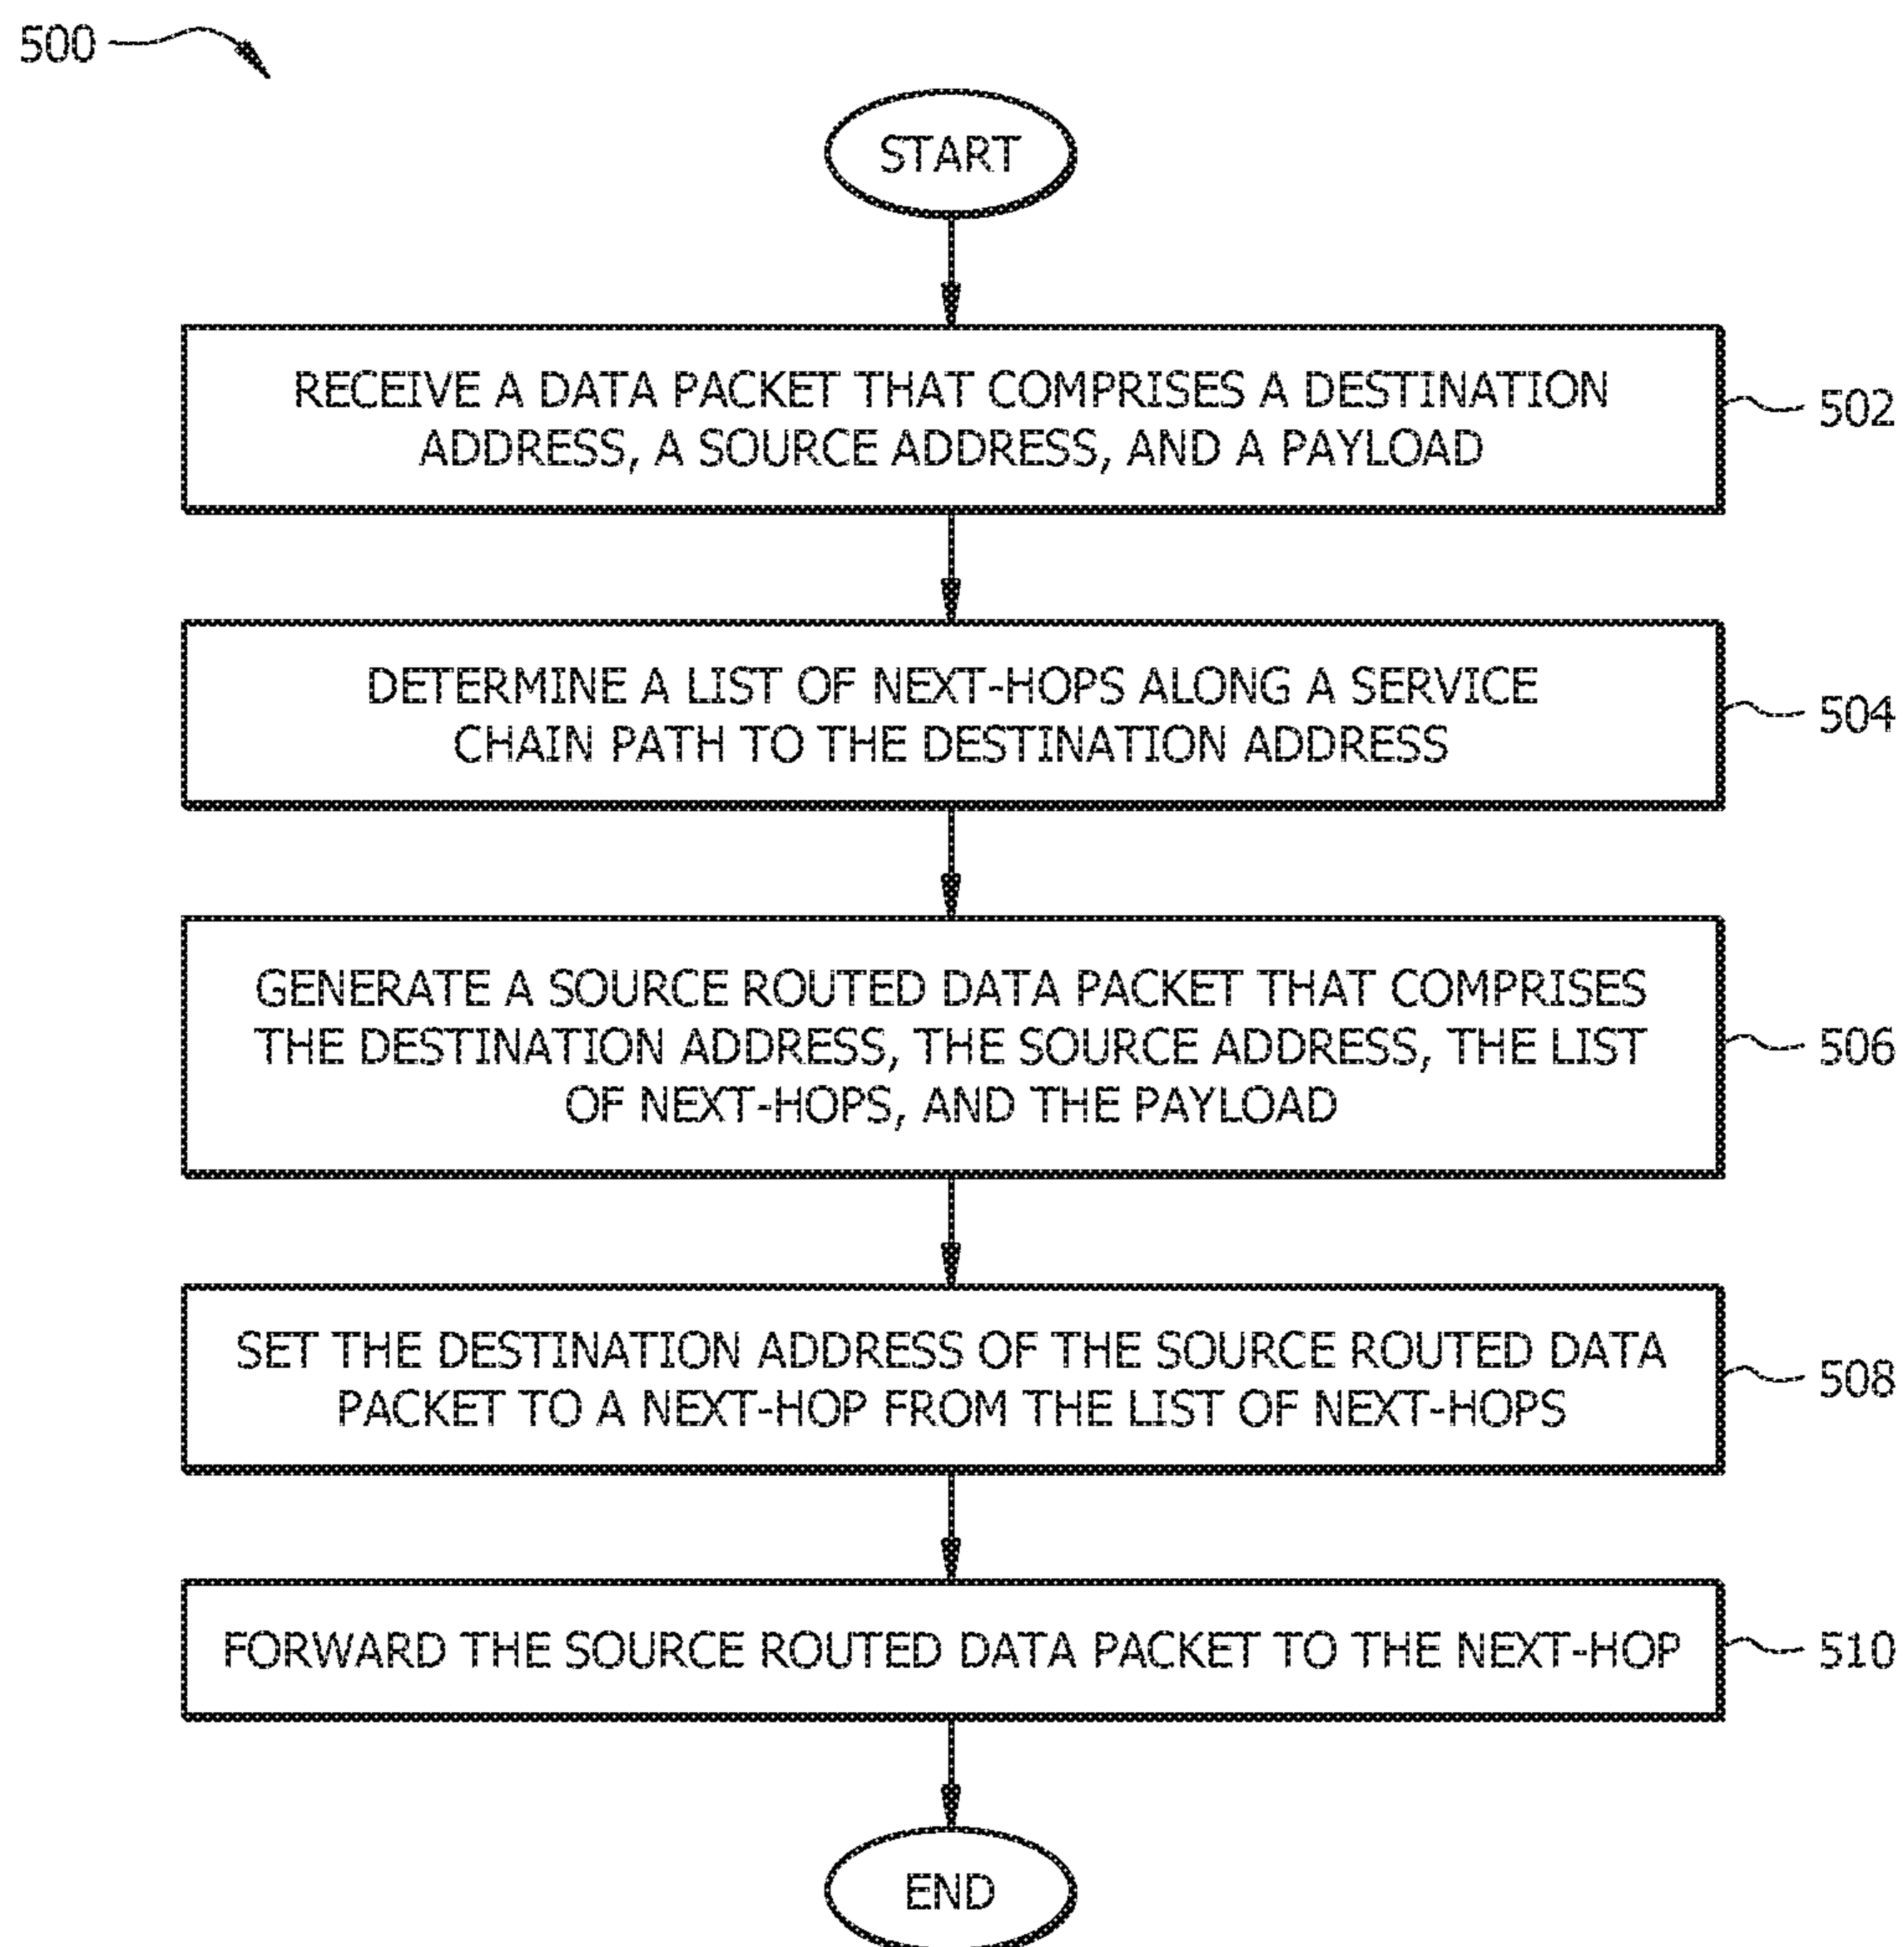 500
START
RECEIVE A DATA PACKET THAT COMPRISES A DESTINATION
ADDRESS, A SOURCE ADDRESS, AND A PAYLOAD
502
DETERMINE A LIST OF NEXT-HOPS ALONG A SERVICE
CHAIN PATH TO THE DESTINATION ADDRESS
504
GENERATE A SOURCE ROUTED DATA PACKET THAT COMPRISES
THE DESTINATION ADDRESS, THE SOURCE ADDRESS, THE LIST
OF NEXT-HOPS, AND THE PAYLOAD
506
SET THE DESTINATION ADDRESS OF THE SOURCE ROUTED DATA
PACKET TO A NEXT-HOP FROM THE LIST OF NEXT-HOPS
508
FORWARD THE SOURCE ROUTED DATA PACKET TO THE NEXT-HOP
510
END